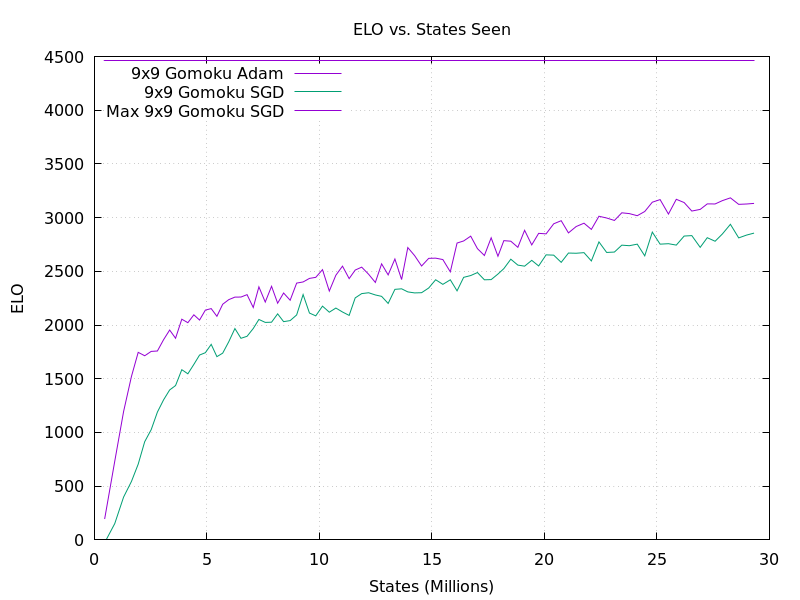 ELO vs. States Seen
4500
4000
3500
3000
2500
2000
1500
1000
500
0
ELO
9x9 Gomoku Adam
9x9 Gomoku SGD
Max 9x9 Gomoku SGD
0 5 10 15 20 25 30
States (Millions)